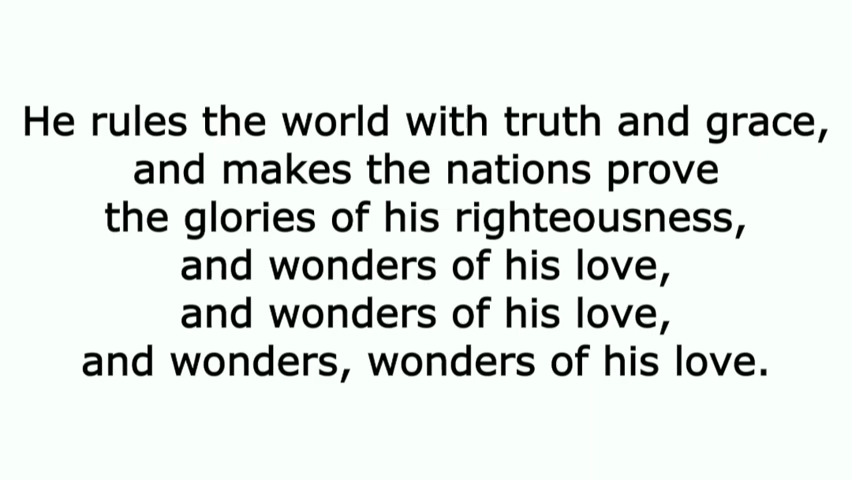 He rules the world with truth and grace,
and makes the nations prove
the glories of his righteousness,
and wonders of his love,
and wonders of his love,
and wonders, wonders of his love.